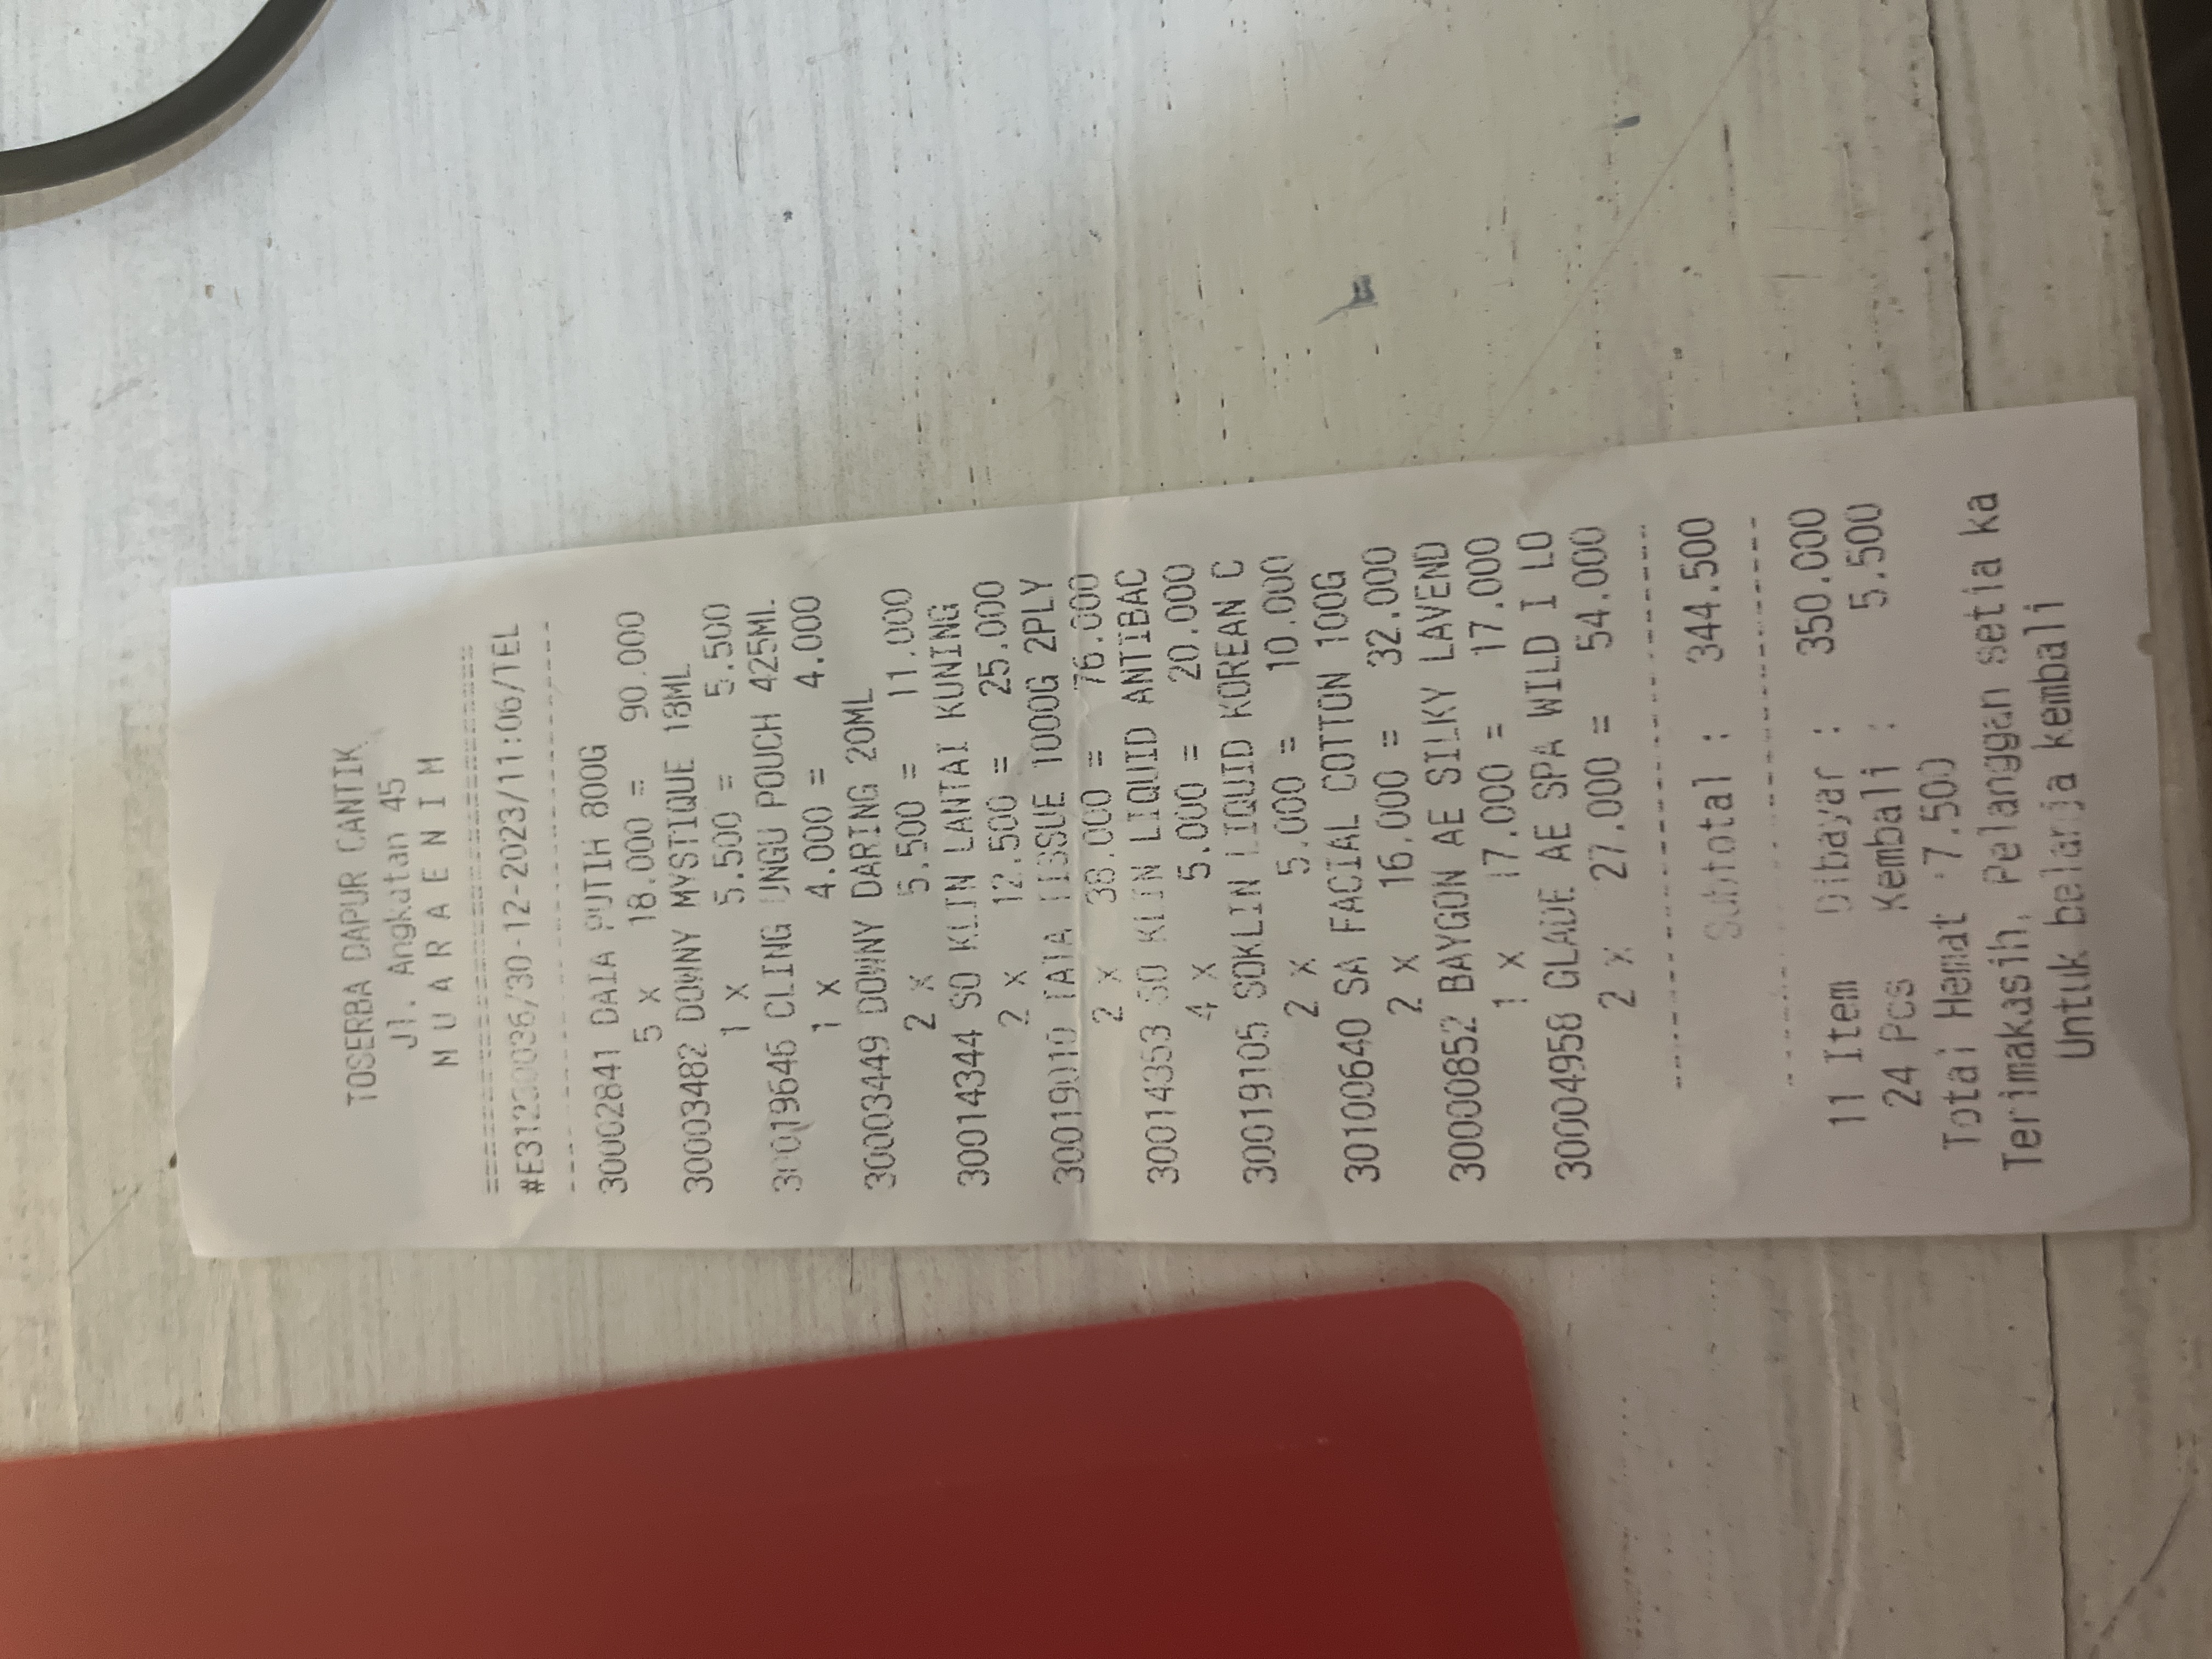 TOSERBA DAPUR CANTIK
Jl. Angkatan 45
M U A R A E N I M
#E31230036/30-12-2023/11:06/TEL
30002841 DAIA PUTIH 800G
5 x 18.000 = 90.000
30003482 DOWNY MYSTIQUE 18ML
1 x 5.500 = 5.500
30019646 CLING UNGU POUCH 425ML
1 x 4.000 = 4.000
30003449 DOWNY DARING 20ML
2 x 5.500 = 11.000
30014344 SO KLIN LANTAI KUNING
2 x 12.500 = 25.000
30019010 TATA TISSUE 1000G 2PLY
2 x 38.000 = 76.000
30014353 SO KLIN LIQUID ANTIBAC
4 x 5.000 = 20.000
30019105 SOKLIN LIQUID KOREAN C
2 x 5.000 = 10.000
30100640 SA FACIAL COTTON 100G
2 x 16.000 = 32.000
30000852 BAYGON AE SILKY LAVEND
1 x 17.000 = 17.000
30004958 GLADE AE SPA WILD I LO
2 x 27.000 = 54.000
Subtotal : 344.500
11 Item Dibayar : 350.000
24 Pcs Kembali : 5.500
Total Hemat 7.500
Terimakasih, Pelanggan setia ka
Untuk belanja kembali